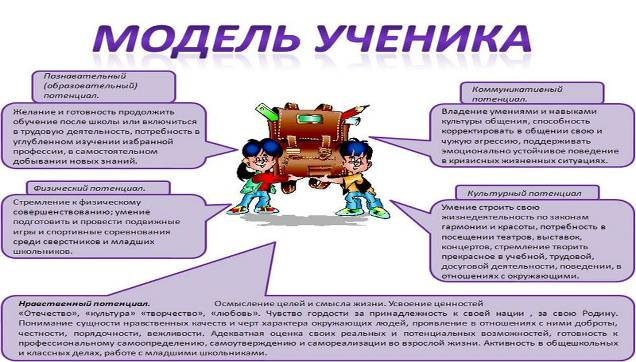 МОДЕЛЬ УЧЕНИКА
Познавательный
(образовательный)
потенциал.
Желание и готовность продолжить
обучение после школы или включиться
в трудовую деятельность, потребность в
углубленном изучении избранной
профессии, в самостоятельном
добывании новых знаний.
Коммуникативный
потенциал.
Владение умениями и навыками
культуры общения, способность
корректировать в общении свою и
чужую агрессию, поддерживать
эмоционально устойчивое поведение
в кризисных жизненных ситуациях.
Физический потенциал.
Стремление к физическому
совершенствованию; умение
подготовить и провести подвижные
игры и спортивные соревнования
среди сверстников и младших
школьников.
Культурный потенциал
Умение строить свою
жизнедеятельность по законам
гармонии и красоты, потребность в
посещении театров, выставок,
концертов, стремление творить
прекрасное в учебной, трудовой,
досуговой деятельности, поведении, в
отношениях с окружающими.
Нравственный потенциал. Осмысление целей и смысла жизни. Усвоение ценностей
«Отечество», «культура» «творчество», «любовь». Чувство гордости за принадлежность к своей нации , за свою Родину.
Понимание сущности нравственных качеств и черт характера окружающих людей, проявление в отношениях с ними доброты,
честности, порядочности, вежливости. Адекватная оценка своих реальных и потенциальных возможностей, готовность к
профессиональному самоопределению, самоутверждению и самореализации во взрослой жизни. Активность в общешкольных
и классных делах, работе с младшими школьниками.